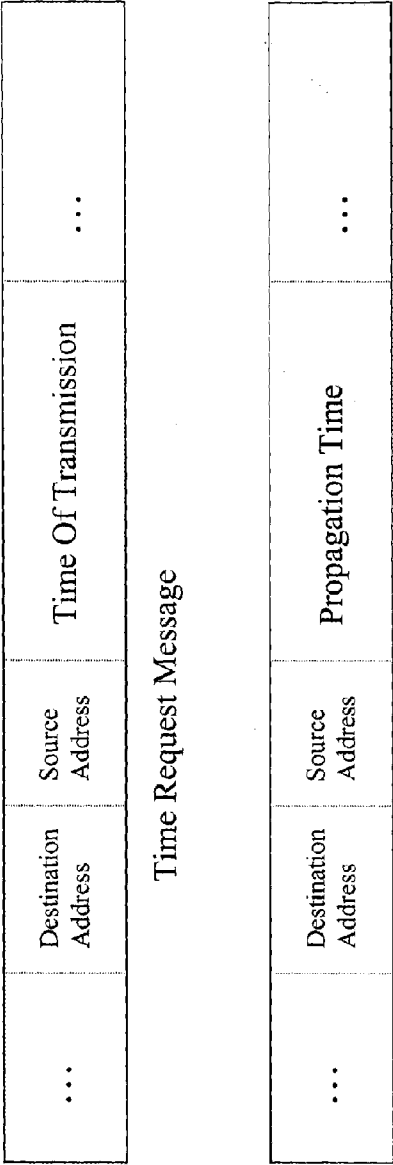 ...
Destination
Address
Source
Address
Time Of Transmission
...
Time Request Message
...
Destination
Address
Source
Address
Propagation Time
...